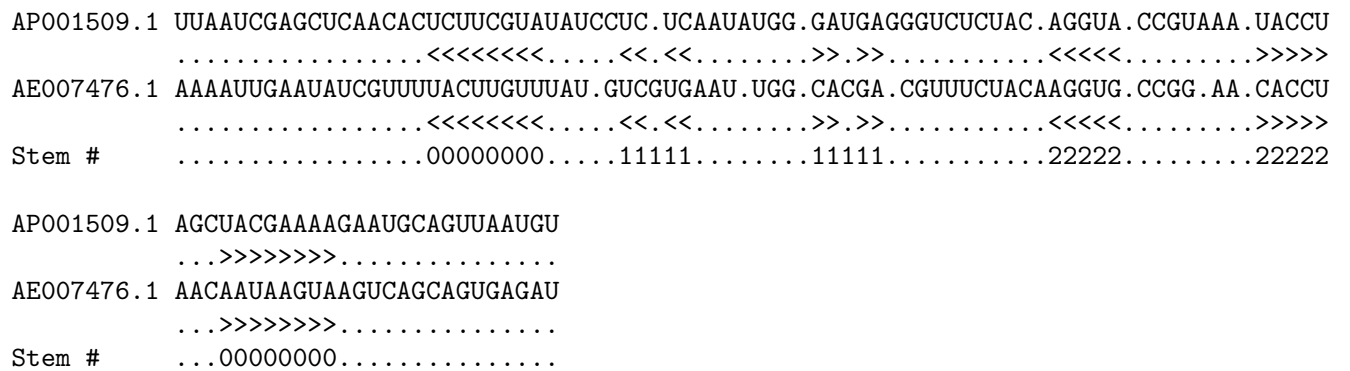 AP001509.1 UUAAUCGAGCUCAACACUCUUCGUAUAUCCUC.UCAAUAUGG.GAUGAGGGUCUCUAC.AGGUA.CCGUAAA.UACCU
.................<<<<<<<<.....<<.<<........>>.>>...........<<<<<.........>>>>>
AE007476.1 AAAAUUGAAUAUCGUUUUACUUGUUUAU.GUCGUGAAU.UGG.CACGA.CGUUUCUACAAGGUG.CCGG.AA.CACCU
.................<<<<<<<<.....<<.<<........>>.>>...........<<<<<.........>>>>>
Stem # .................00000000.....11111........11111...........22222.........22222
AP001509.1 AGCUACGAAAAGAAUGCAGUUAAUGU
...>>>>>>>>...............
AE007476.1 AACAAUAAGUAAGUCAGCAGUGAGAU
...>>>>>>>>...............
Stem # ...00000000...............